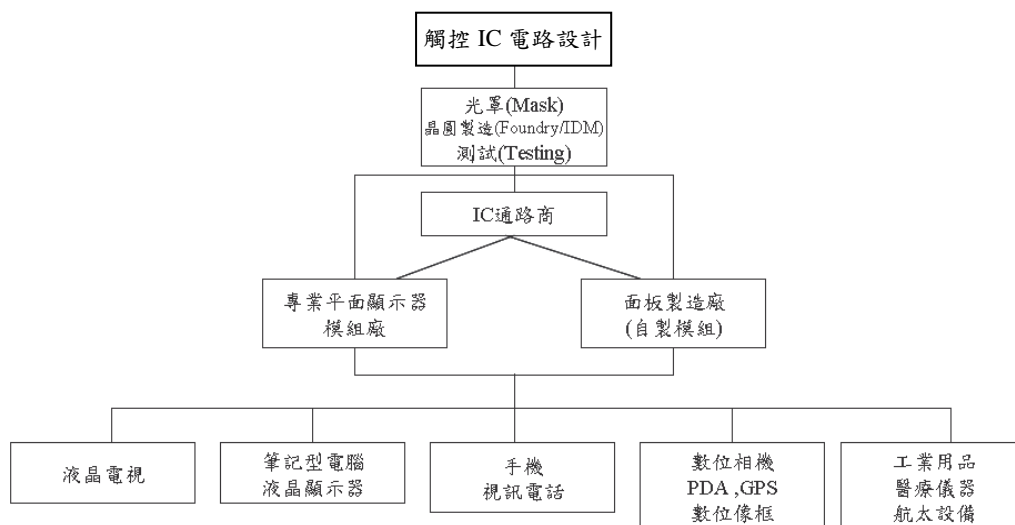 觸控 IC 電路設計
光罩(Mask)
晶圓製造(Foundry/IDM)
測試(Testing)
IC通路商
專業平面顯示器
模組廠
面板製造廠
(自製模組)
液晶電視
筆記型電腦
液晶顯示器
手機
視訊電話
數位相機
PDA ,GPS
數位像框
工業用品
醫療儀器
航太設備